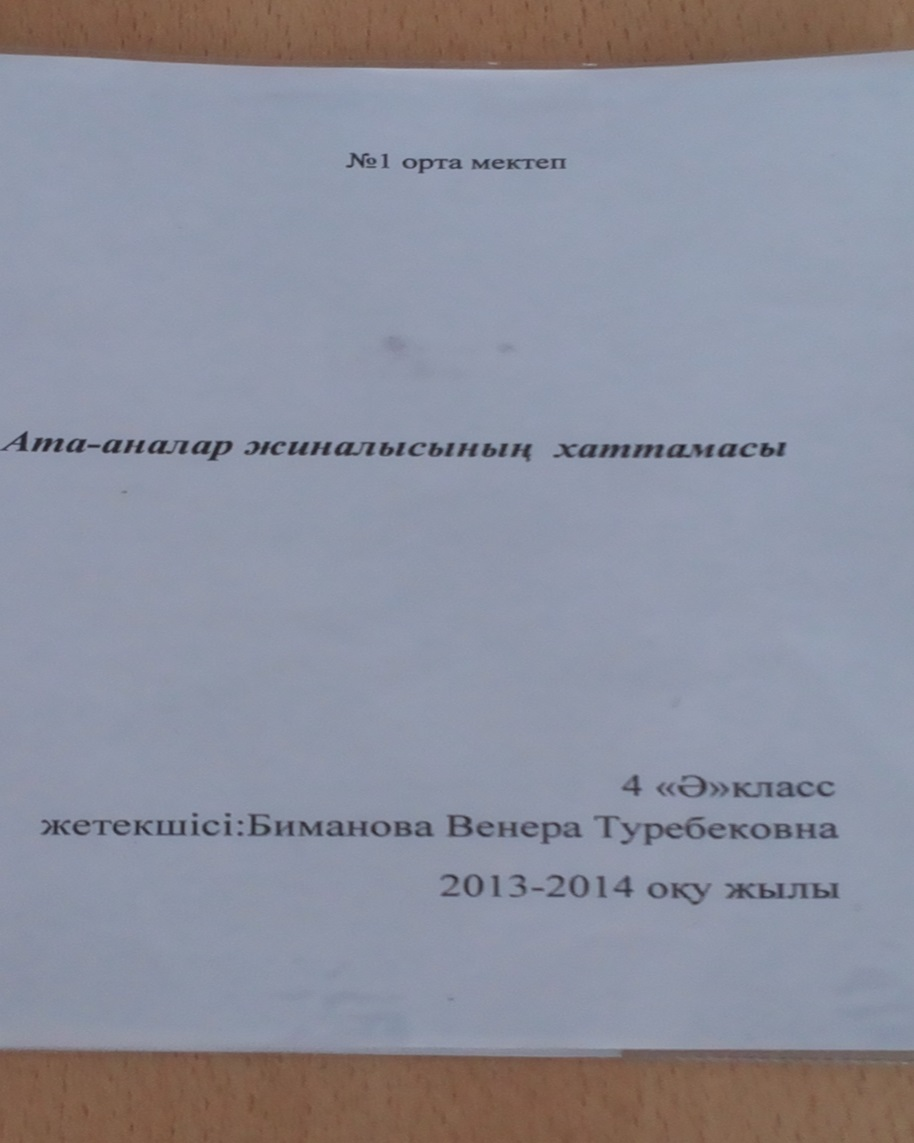 №1 орта мектеп
Ата-аналар жиналысының хаттамасы
4 «Ә»класс
жетекшісі:Биманова Венера Туребековна
2013-2014 оқу жылы